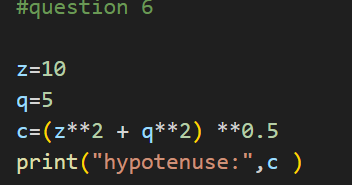 #question 6
z=10
q=5
c=(z**2 + q**2) **0.5
print("hypotenuse:",c )